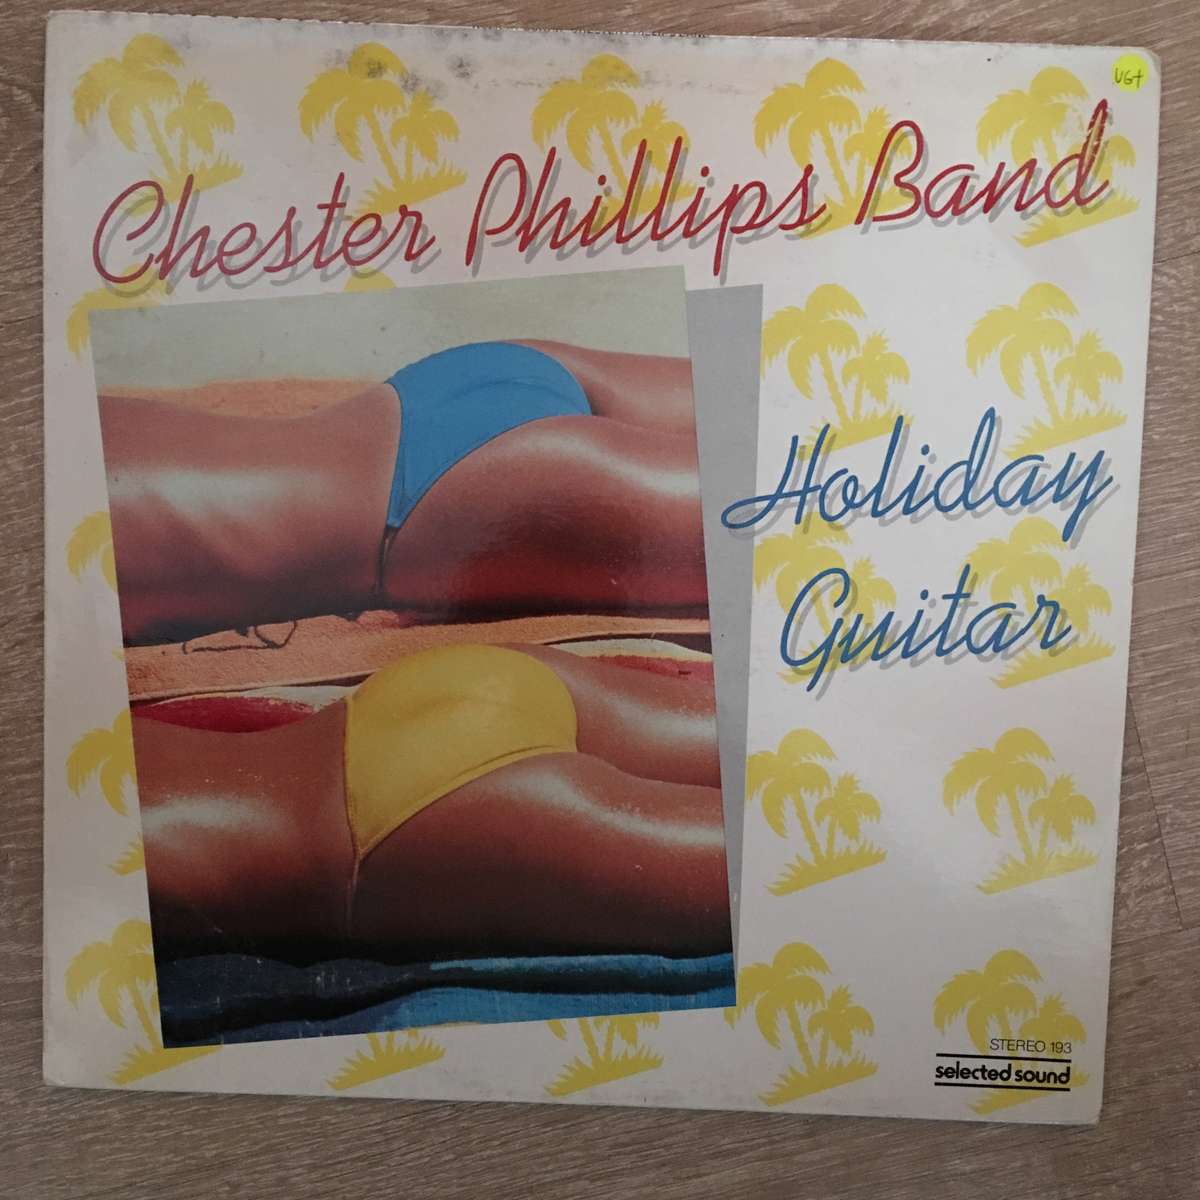 VG+
Chester Phillips Band
Holiday
Guitar
STEREO 193
selected sound